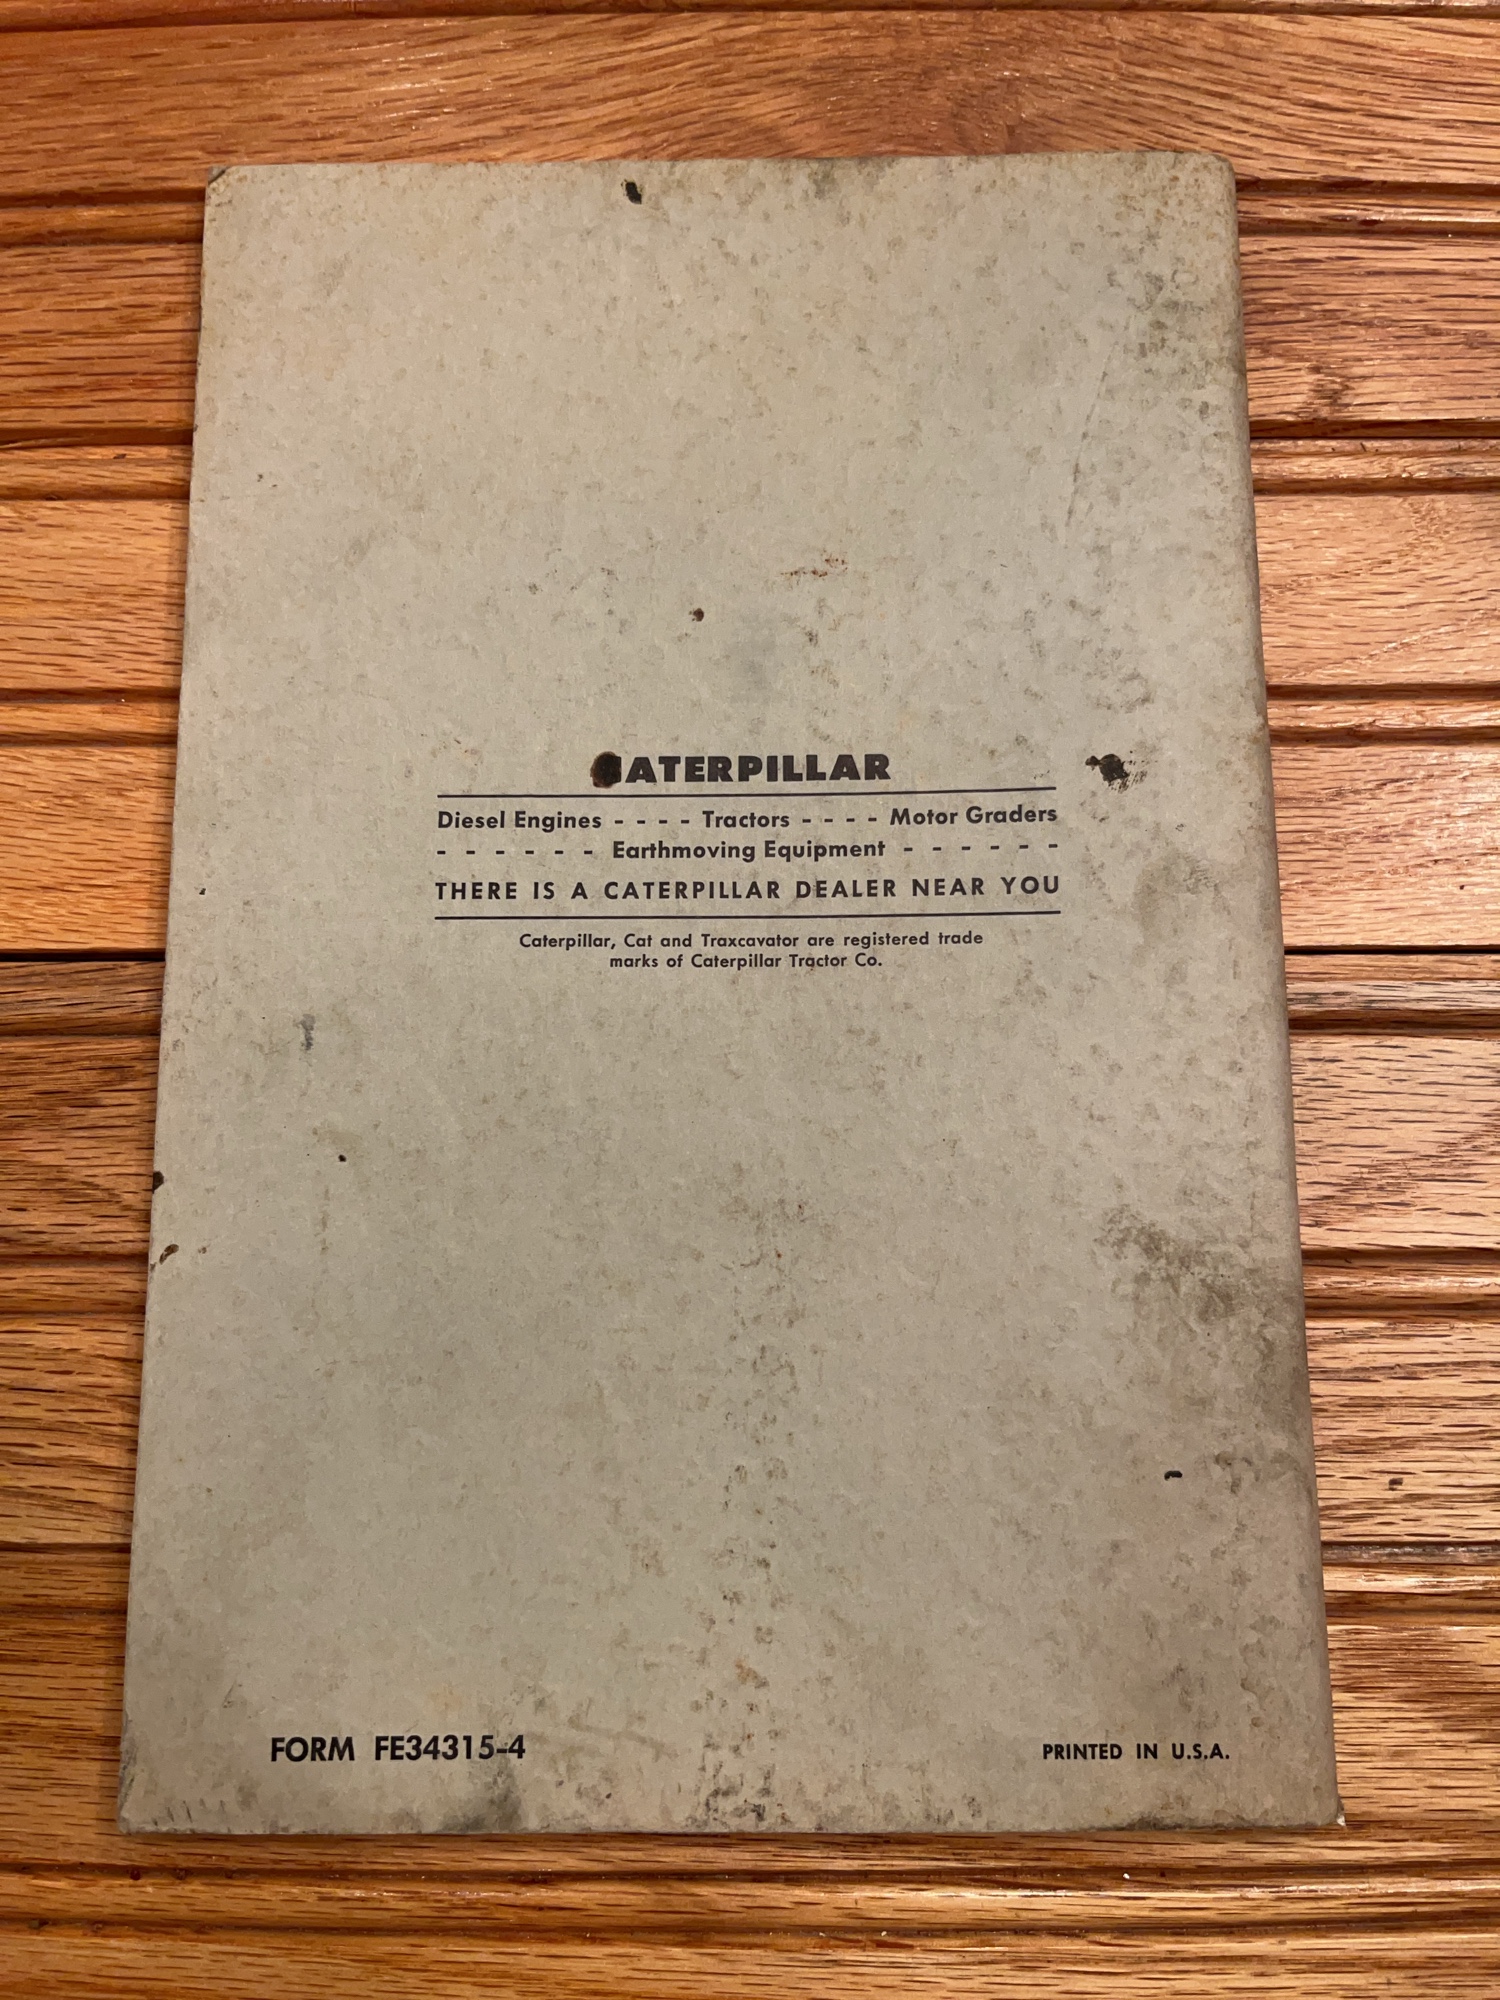 CATERPILLAR
Diesel Engines - - - - Tractors - - - - Motor Graders
- - - - - - Earthmoving Equipment - - - - - -
THERE IS A CATERPILLAR DEALER NEAR YOU
Caterpillar, Cat and Traxcavator are registered trade
marks of Caterpillar Tractor Co.
FORM FE34315-4
PRINTED IN U.S.A.